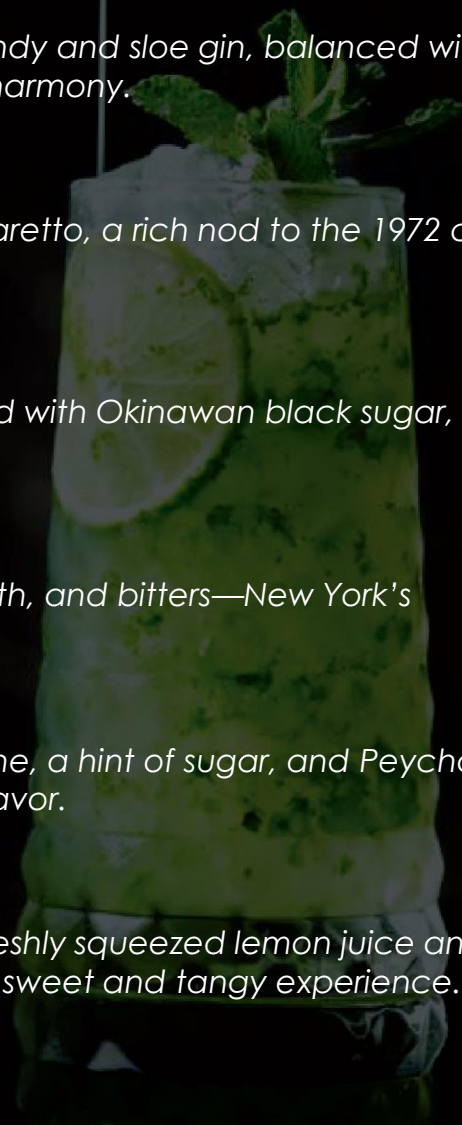 ndy and sloe gin, balanced wi
harmony.
aretto, a rich nod to the 1972
d with Okinawan black sugar,
th, and bitters—New York's
ne, a hint of sugar, and Peycho
avor.
eshly squeezed lemon juice an
sweet and tangy experience.